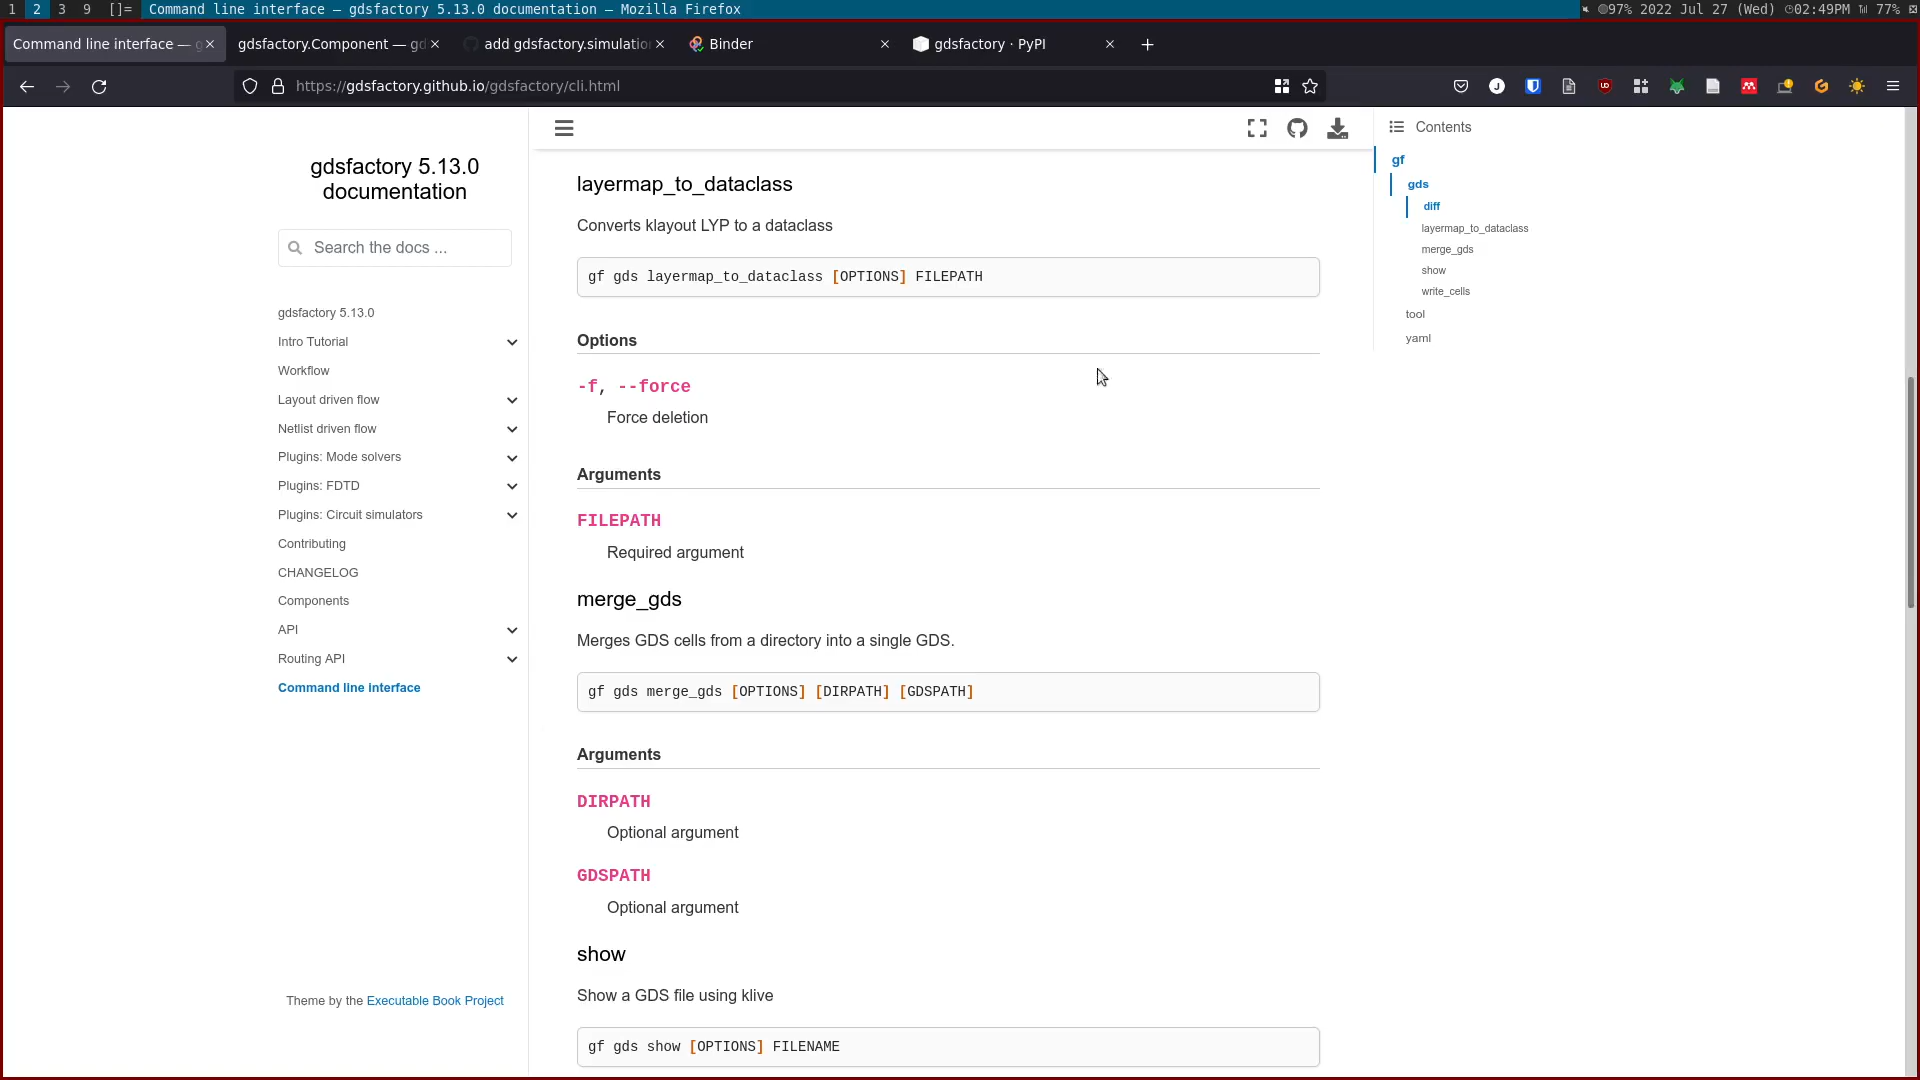 1 2 3 9 []= Command line interface — gdsfactory 5.13.0 documentation — Mozilla Firefox 97% 2022 Jul 27 (Wed) 02:49PM 77%
Command line interface — g
gdsfactory.Component — gd
add gdsfactory.simulation
Binder
gdsfactory · PyPI
https://gdsfactory.github.io/gdsfactory/cli.html
gdsfactory 5.13.0
documentation
Search the docs ...
gdsfactory 5.13.0
Intro Tutorial
Workflow
Layout driven flow
Netlist driven flow
Plugins: Mode solvers
Plugins: FDTD
Plugins: Circuit simulators
Contributing
CHANGELOG
Components
API
Routing API
Command line interface
Theme by the Executable Book Project
layermap_to_dataclass
Converts klayout LYP to a dataclass
gf gds layermap_to_dataclass [OPTIONS] FILEPATH
Options
-f, --force
Force deletion
Arguments
FILEPATH
Required argument
merge_gds
Merges GDS cells from a directory into a single GDS.
gf gds merge_gds [OPTIONS] [DIRPATH] [GDSPATH]
Arguments
DIRPATH
Optional argument
GDSPATH
Optional argument
show
Show a GDS file using klive
gf gds show [OPTIONS] FILENAME
Contents
gf
gds
diff
layermap_to_dataclass
merge_gds
show
write_cells
tool
yaml